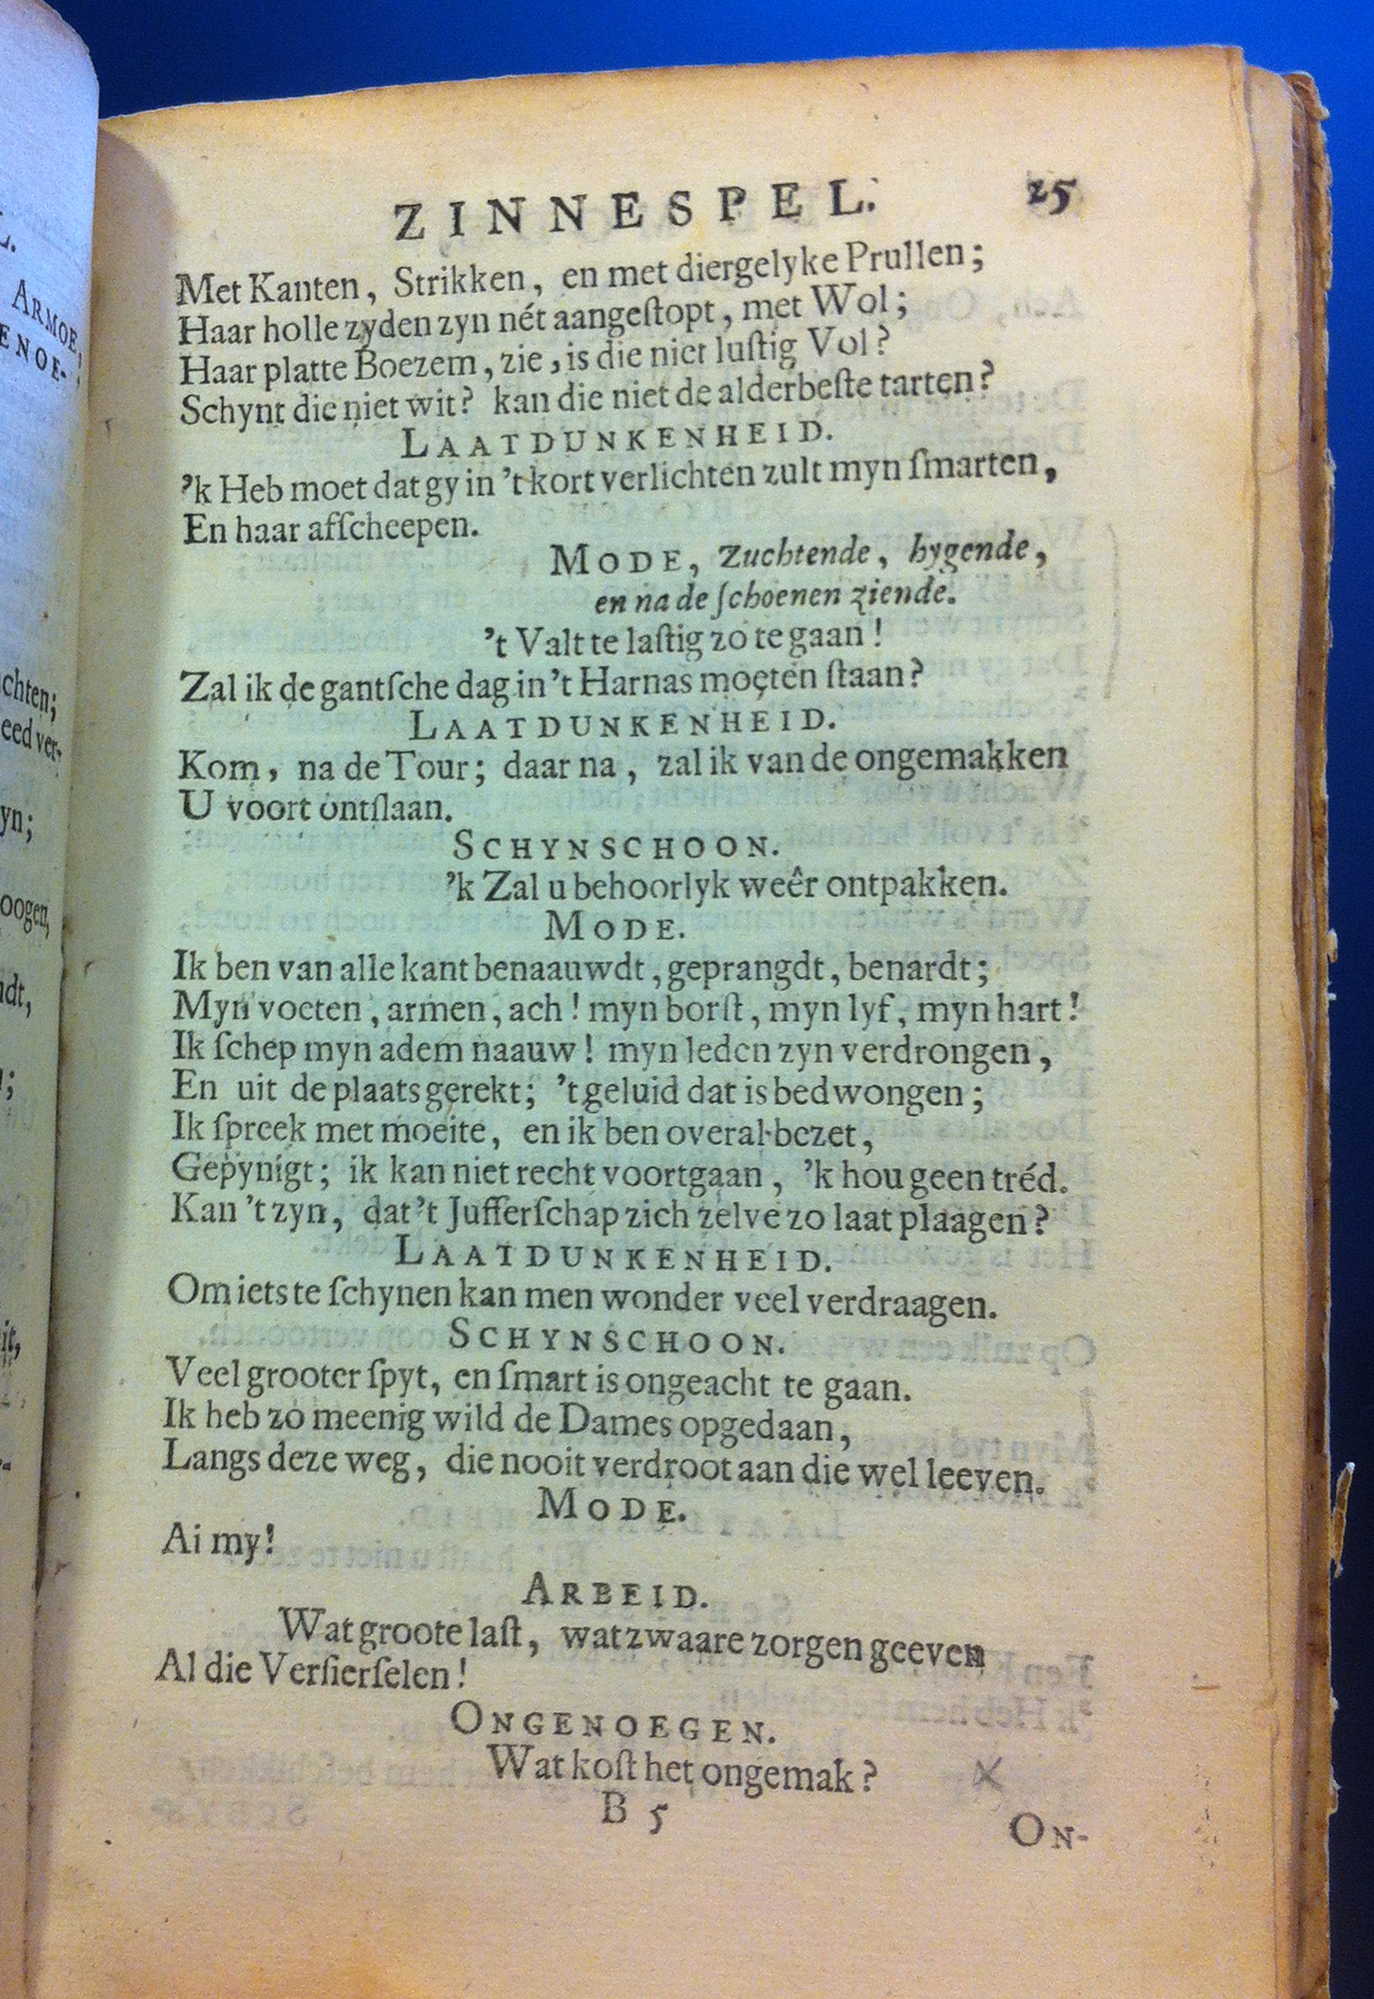 ZINNESPEL. 25
Met Kanten, Strikken, en met diergelyke Prullen;
Haar holle zyden zyn nét aangeſtopt, met Wol;
Haar platte Boezem, zie, is die niet luſtig Vol?
Schynt die niet wit? kan die niet de alderbeſte tarten?
LAATDUNKENHEID.
'k Heb moet dat gy in 't kort verlichten zult myn ſmarten,
En haar afſcheepen.
MODE, zuchtende, hygende,
en na de ſchoenen ziende.
't Valt te laſtig zo te gaan!
Zal ik de gantſche dag in 't Harnas moeten ſtaan?
LAATDUNKENHEID.
Kom, na de Tour; daar na, zal ik van de ongemakken
U voort ontſlaan.
SCHYNSCHOON.
'k Zal u behoorlyk weêr ontpakken.
MODE.
Ik ben van alle kant benaauwdt, geprangdt, benardt;
Myn voeten, armen, ach! myn borſt, myn lyf, myn hart!
Ik ſchep myn adem naauw! myn leden zyn verdrongen,
En uit de plaats gerekt; 't geluid dat is bedwongen;
Ik ſpreek met moeite, en ik ben overal bezet,
Gepynigt; ik kan niet recht voortgaan, 'k hou geen tréd.
Kan 't zyn, dat 't Jufferſchap zich zelve zo laat plaagen?
LAATDUNKENHEID.
Om iets te ſchynen kan men wonder veel verdraagen.
SCHYNSCHOON.
Veel grooter ſpyt, en ſmart is ongeacht te gaan.
Ik heb zo meenig wild de Dames opgedaan,
Langs deze weg, die nooit verdroot aan die wel leeven.
MODE.
Ai my!
ARBEID.
Wat groote laſt, wat zwaare zorgen geeven
Al die Verſierſelen!
ONGENOEGEN.
Wat koſt het ongemak?
B 5
ON-